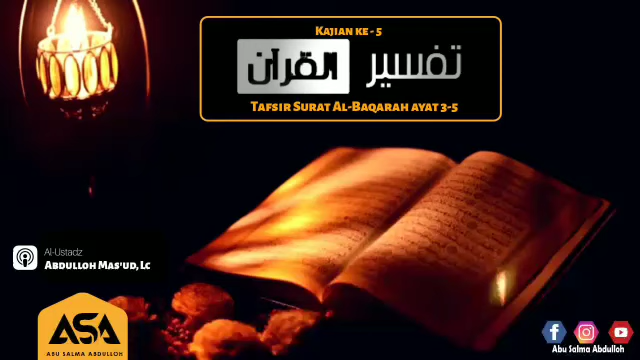 Kajian ke - 5
تفسير القرآن
Tafsir Surat Al-Baqarah ayat 3-5
Al-Ustadz
Abdulloh Mas'ud, Lc
ASA
ABU SALMA ABDULLOH
Abu Salma Abdulloh